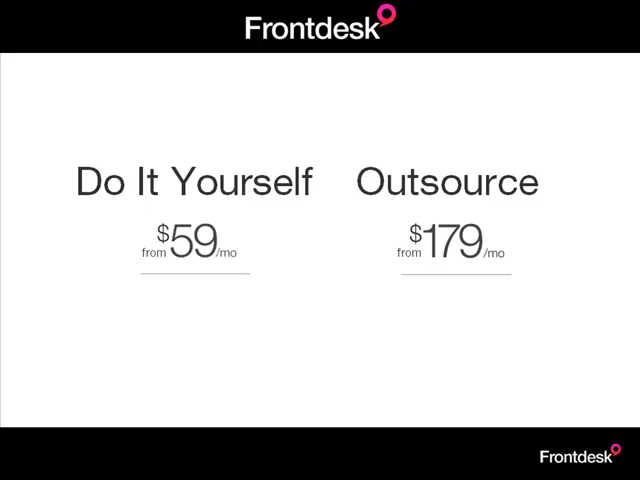 Frontdesk
Do It Yourself
from $59/mo
Outsource
from $179/mo
Frontdesk